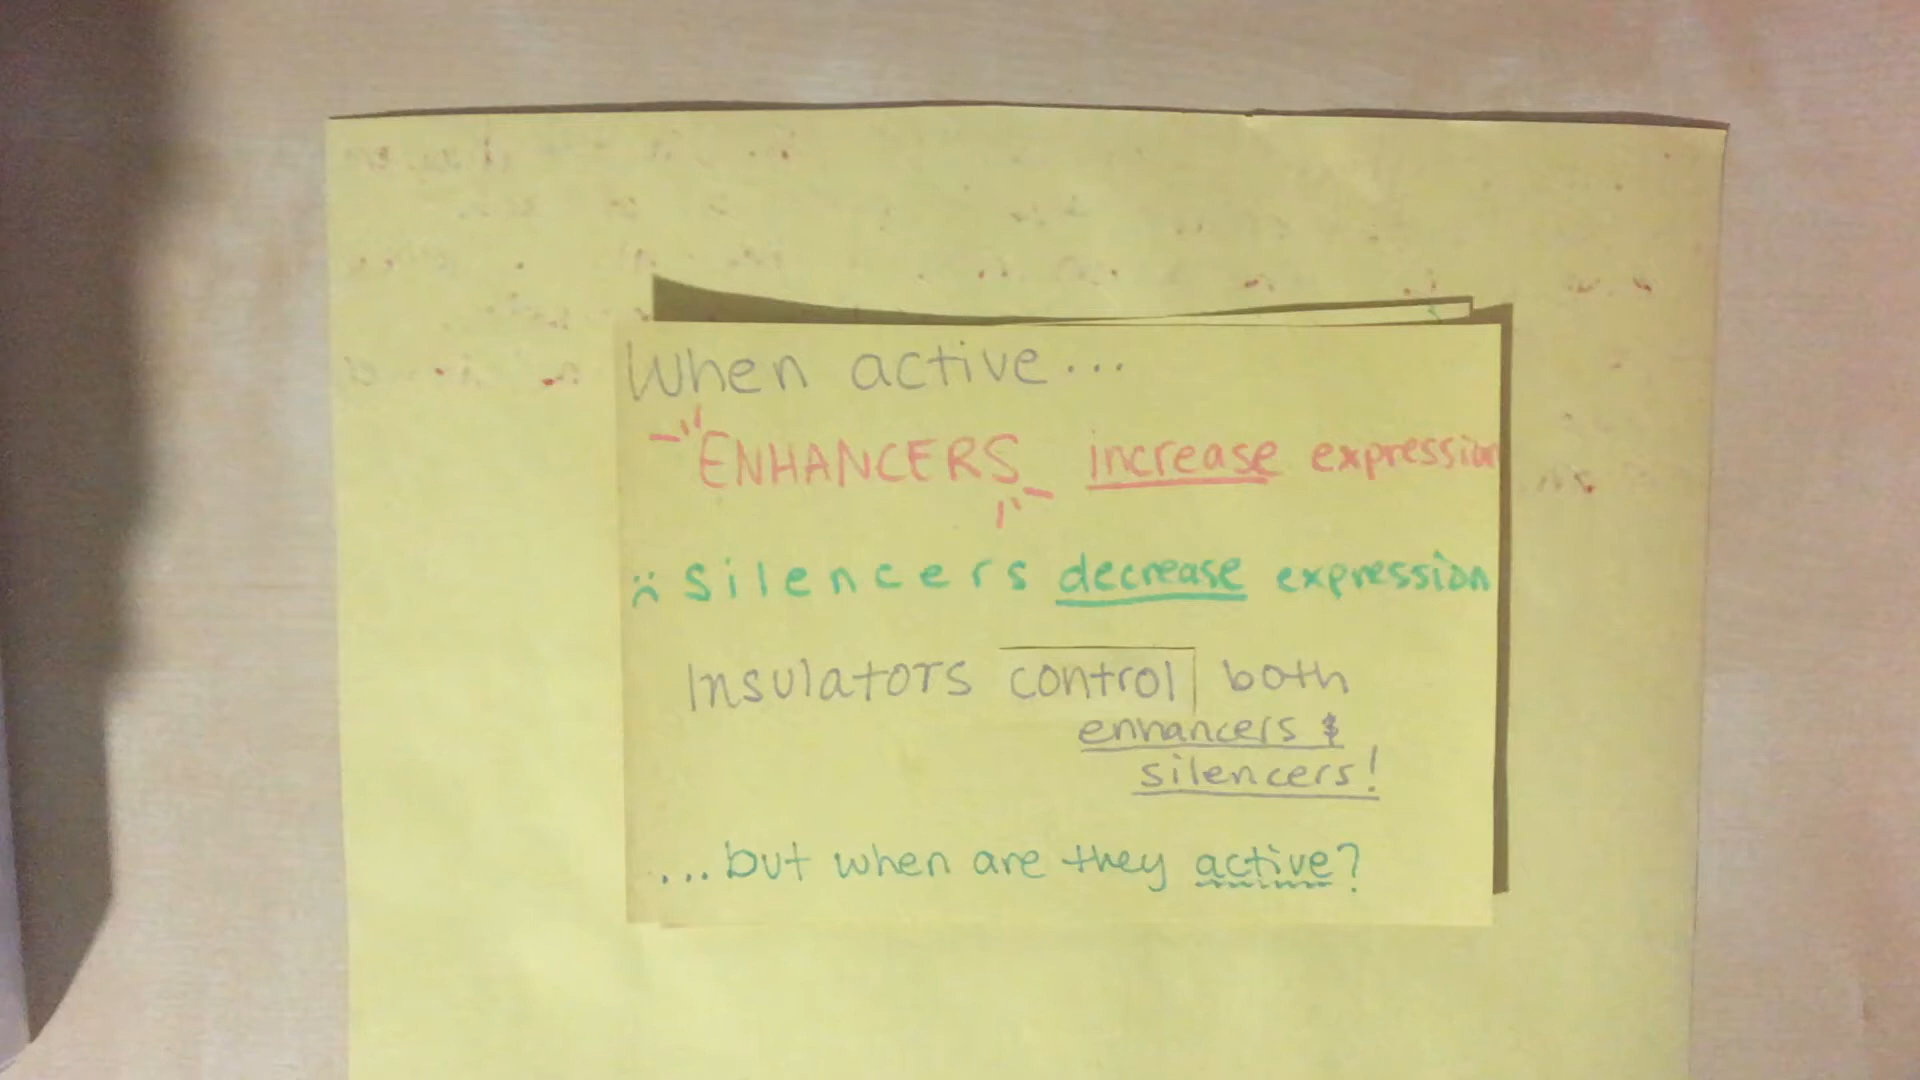 When active...
ENHANCERS increase expression
Silencers decrease expression
Insulators control both
enhancers &
silencers!
...but when are they active?